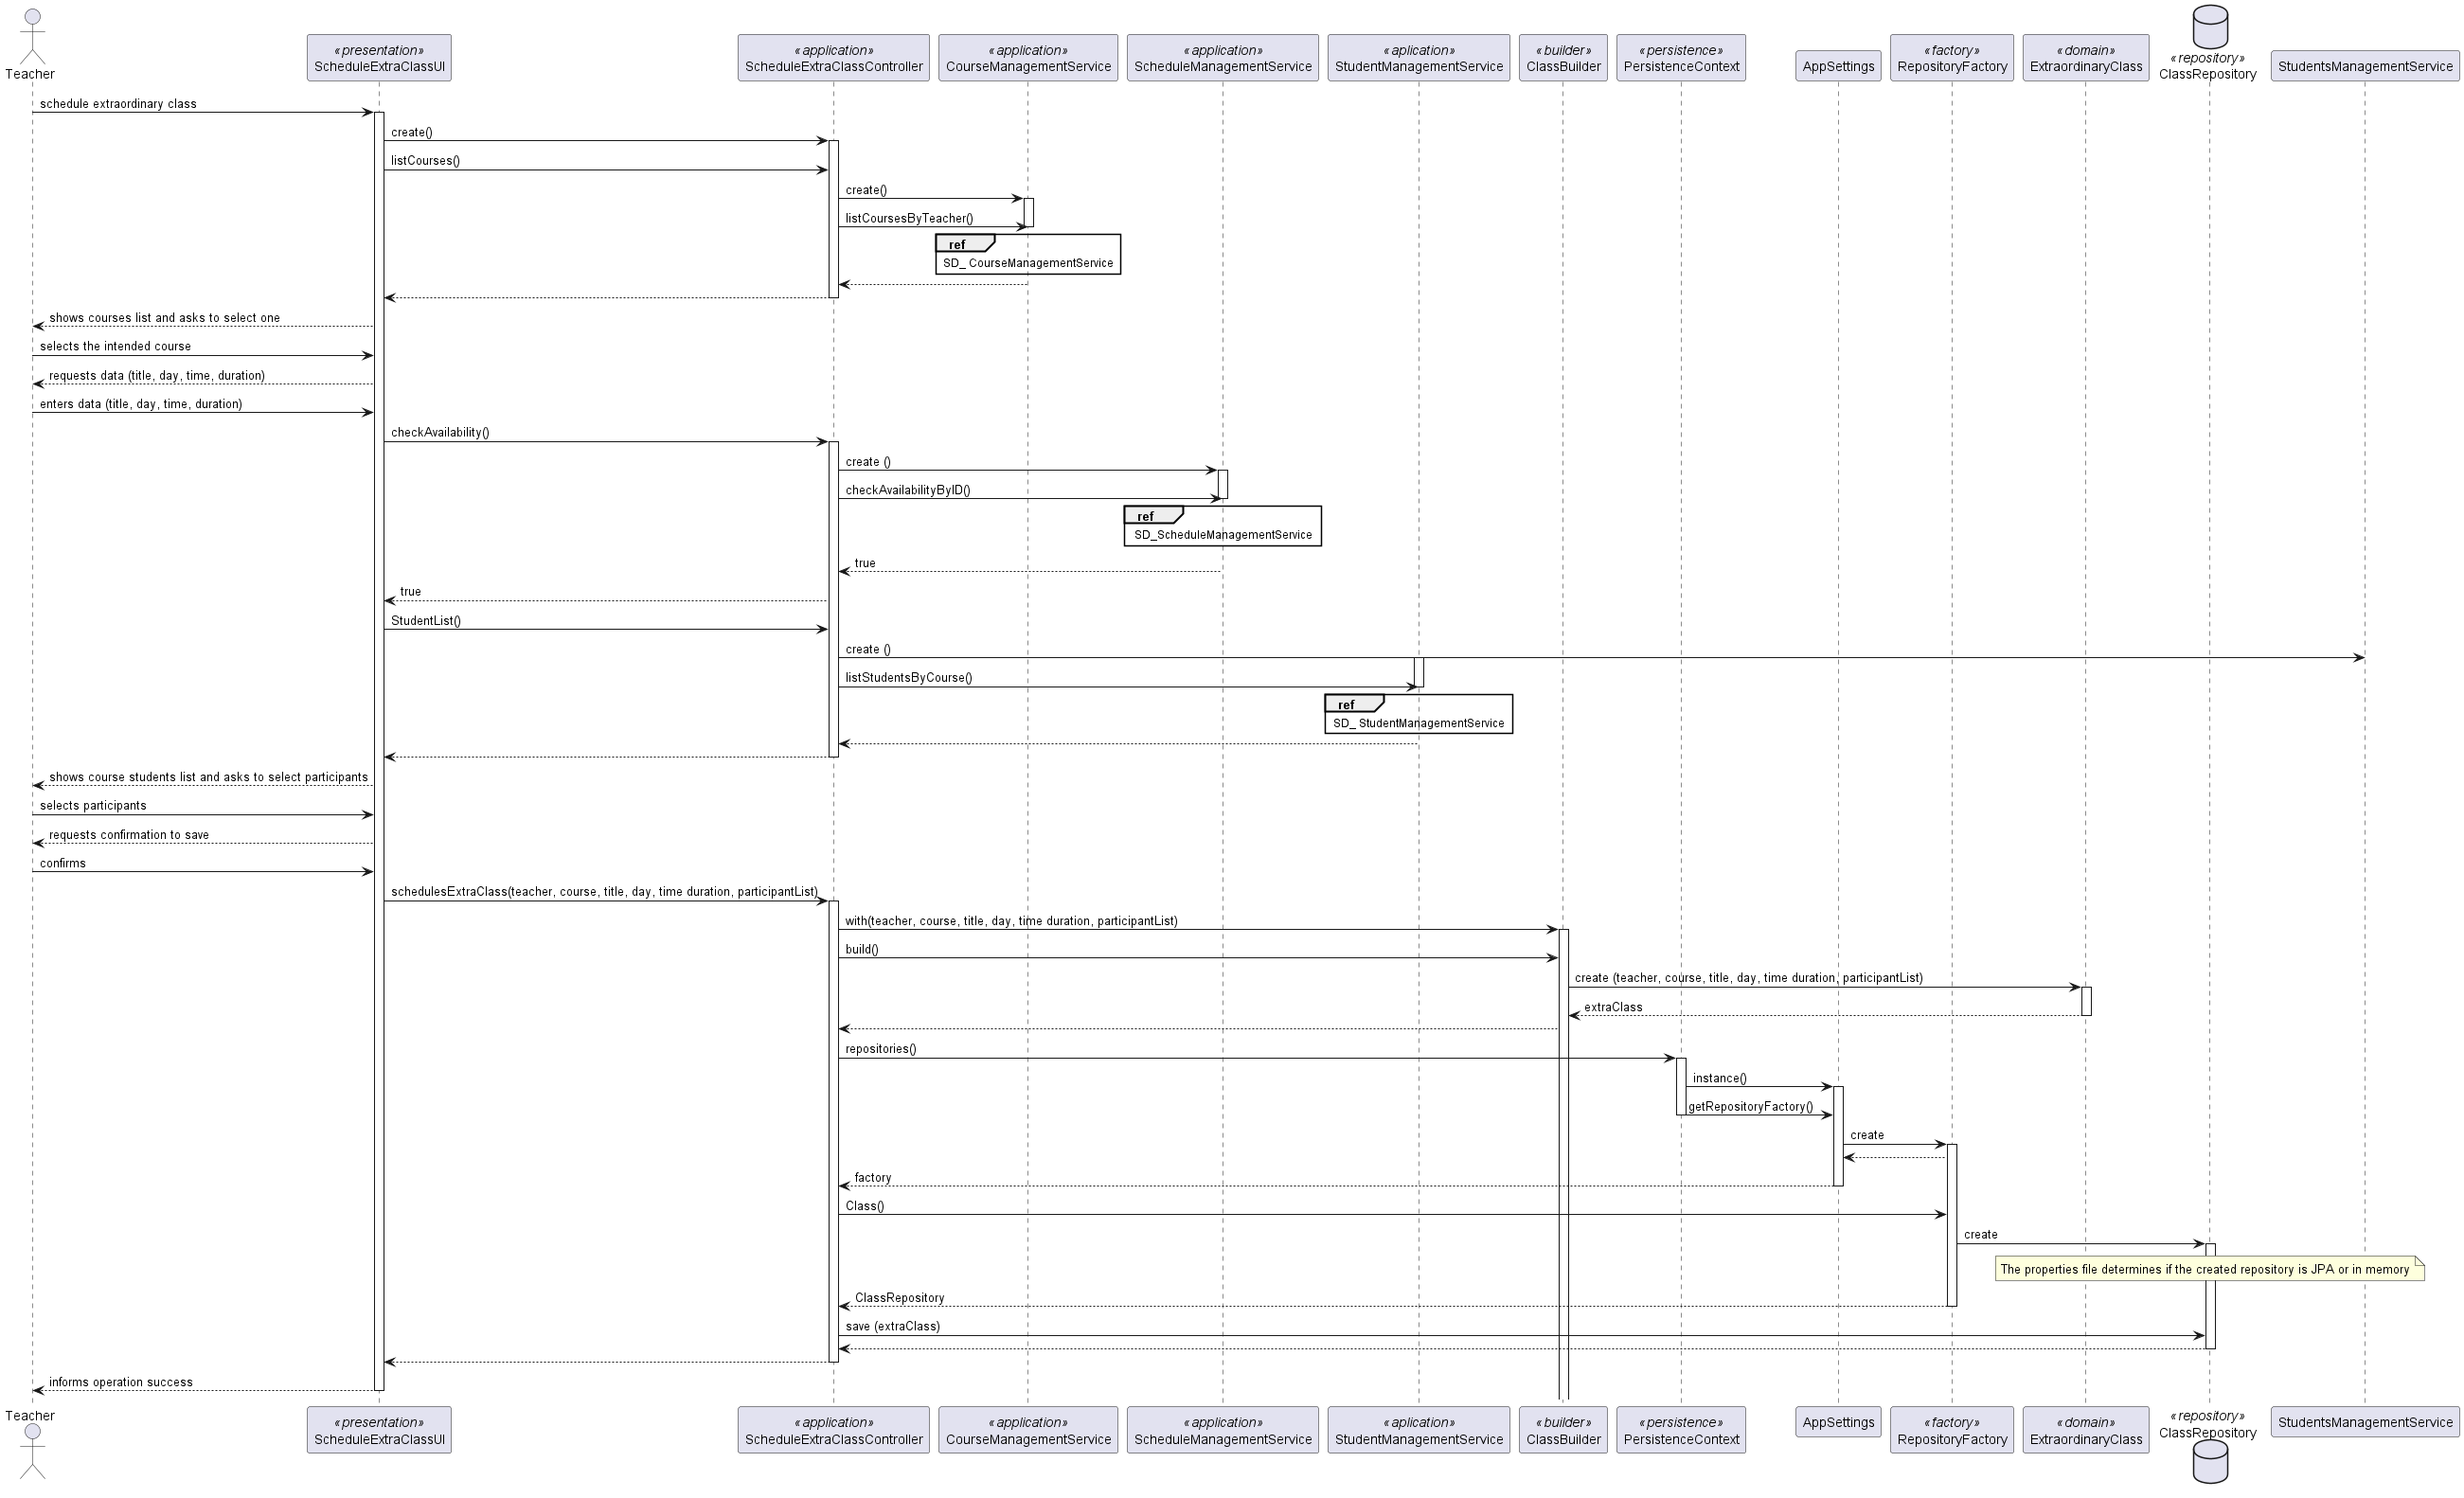 Teacher
«presentation»
ScheduleExtraClassUI
«application»
ScheduleExtraClassController
«application»
CourseManagementService
«application»
ScheduleManagementService
«aplication»
StudentManagementService
«builder»
ClassBuilder
«persistence»
PersistenceContext
AppSettings
«factory»
RepositoryFactory
«domain»
ExtraordinaryClass
«repository»
ClassRepository
StudentsManagementService
schedule extraordinary class
create()
listCourses()
create()
listCoursesByTeacher()
ref
SD_ CourseManagementService
shows courses list and asks to select one
selects the intended course
requests data (title, day, time, duration)
enters data (title, day, time, duration)
checkAvailability()
create ()
checkAvailabilityByID()
ref
SD_ScheduleManagementService
true
true
StudentList()
create ()
listStudentsByCourse()
ref
SD_ StudentManagementService
shows course students list and asks to select participants
selects participants
requests confirmation to save
confirms
schedulesExtraClass(teacher, course, title, day, time duration, participantList)
with(teacher, course, title, day, time duration, participantList)
build()
create (teacher, course, title, day, time duration, participantList)
extraClass
repositories()
instance()
getRepositoryFactory()
create
factory
Class()
create
The properties file determines if the created repository is JPA or in memory
ClassRepository
save (extraClass)
informs operation success
Teacher
«presentation»
ScheduleExtraClassUI
«application»
ScheduleExtraClassController
«application»
CourseManagementService
«application»
ScheduleManagementService
«aplication»
StudentManagementService
«builder»
ClassBuilder
«persistence»
PersistenceContext
AppSettings
«factory»
RepositoryFactory
«domain»
ExtraordinaryClass
«repository»
ClassRepository
StudentsManagementService